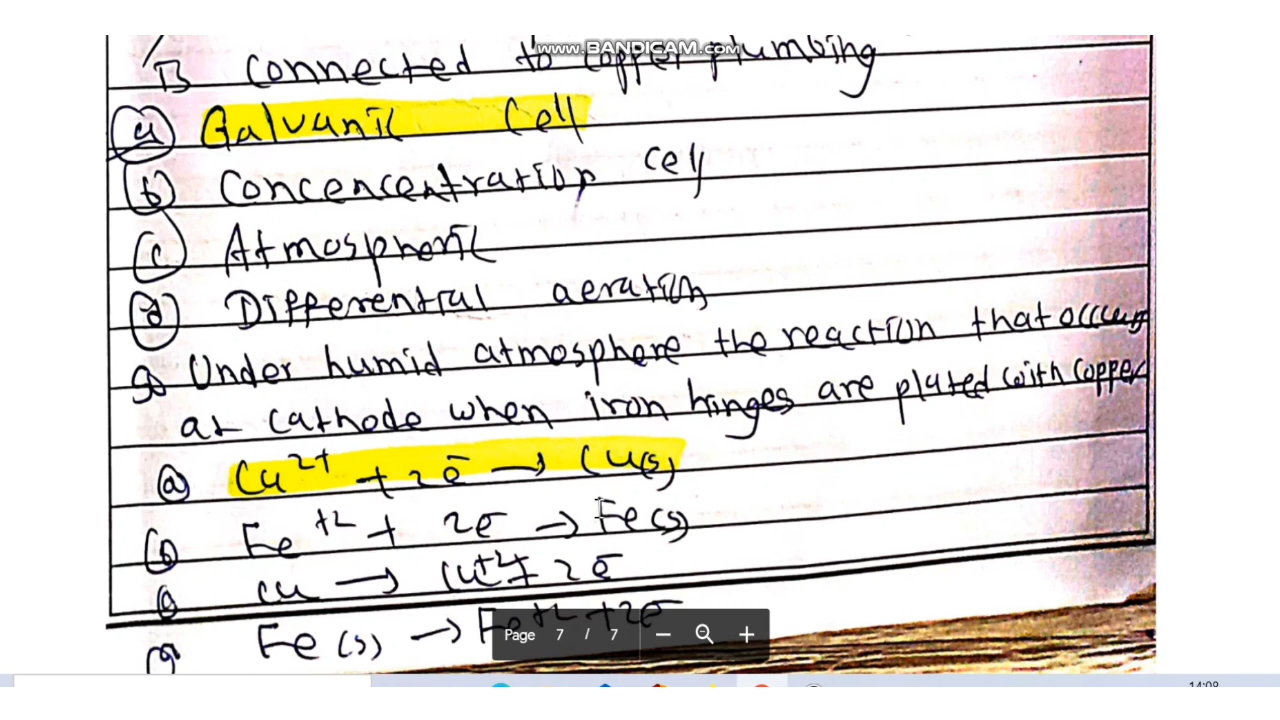 www.BANDICAM.com
B connected to copper plumbing
(a) Galvanic cell
(b) Concencentration cell
(c) Atmospheric
(d) Differential aeration
Under humid atmosphere the reaction that occurs
at cathode when iron hinges are plated with copper
(a) Cu2+ + 2e- → Cu(s)
(b) Fe+2 + 2e- → Fe(s)
Cu → Cu+2 + 2e-
Fe(s) → Fe+2 + 2e-
Page 7 / 7 − +
14:08